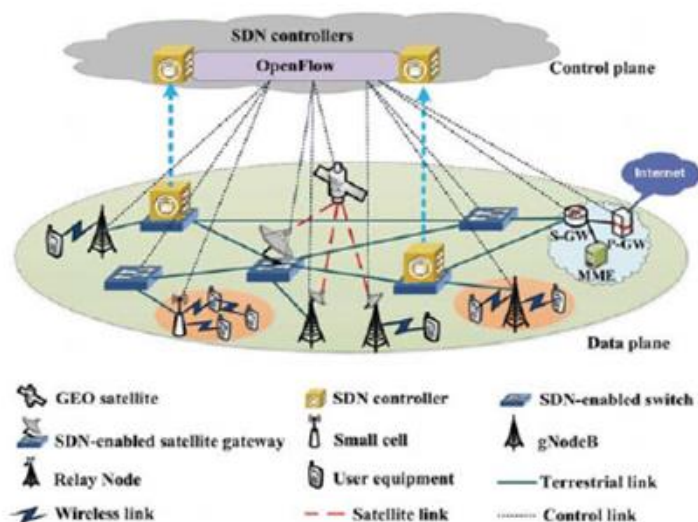 SDN controllers
OpenFlow
Control plane
Internet
S-GW
P-GW
MME
Data plane
GEO satellite
SDN controller
SDN-enabled switch
SDN-enabled satellite gateway
Small cell
gNodeB
Relay Node
User equipment
Terrestrial link
Wireless link
Satellite link
Control link